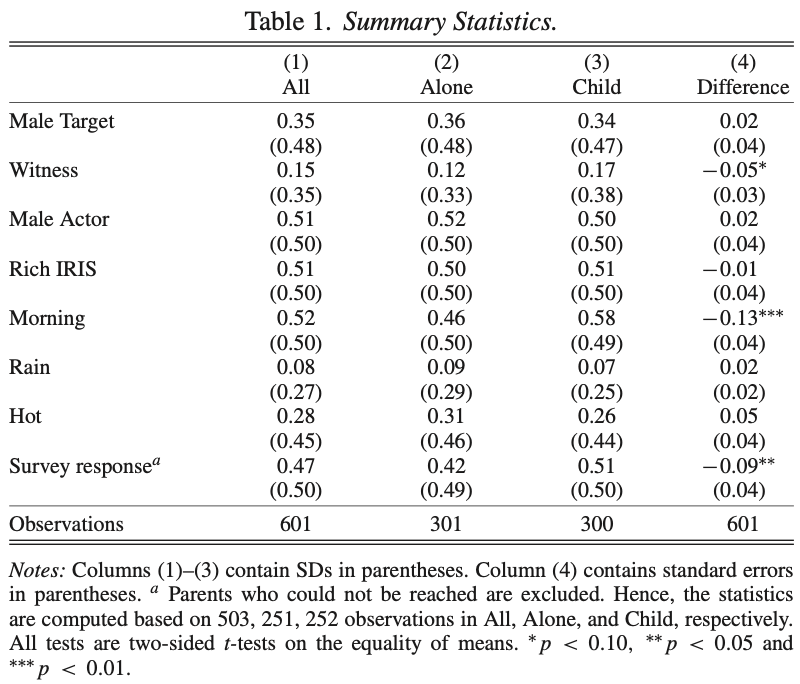 Table 1. Summary Statistics.
(1) (2) (3) (4)
All Alone Child Difference
Male Target 0.35 0.36 0.34 0.02
(0.48) (0.48) (0.47) (0.04)
Witness 0.15 0.12 0.17 −0.05*
(0.35) (0.33) (0.38) (0.03)
Male Actor 0.51 0.52 0.50 0.02
(0.50) (0.50) (0.50) (0.04)
Rich IRIS 0.51 0.50 0.51 −0.01
(0.50) (0.50) (0.50) (0.04)
Morning 0.52 0.46 0.58 −0.13***
(0.50) (0.50) (0.49) (0.04)
Rain 0.08 0.09 0.07 0.02
(0.27) (0.29) (0.25) (0.02)
Hot 0.28 0.31 0.26 0.05
(0.45) (0.46) (0.44) (0.04)
Survey responseᵃ 0.47 0.42 0.51 −0.09**
(0.50) (0.49) (0.50) (0.04)
Observations 601 301 300 601
Notes: Columns (1)–(3) contain SDs in parentheses. Column (4) contains standard errors
in parentheses. ᵃ Parents who could not be reached are excluded. Hence, the statistics
are computed based on 503, 251, 252 observations in All, Alone, and Child, respectively.
All tests are two-sided t-tests on the equality of means. *p < 0.10, **p < 0.05 and
***p < 0.01.